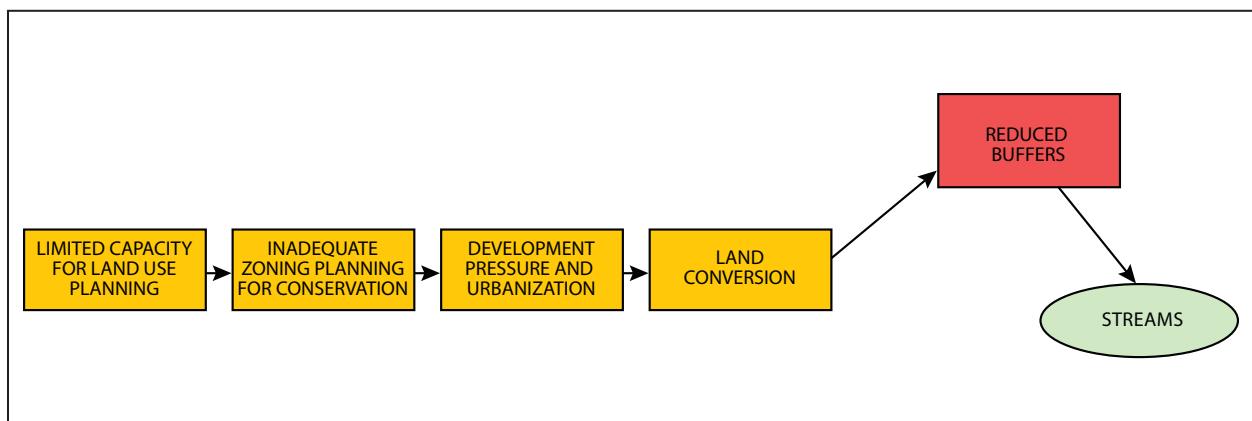 REDUCED
BUFFERS
LIMITED CAPACITY
FOR LAND USE
PLANNING
INADEQUATE
ZONING PLANNING
FOR CONSERVATION
DEVELOPMENT
PRESSURE AND
URBANIZATION
LAND
CONVERSION
STREAMS